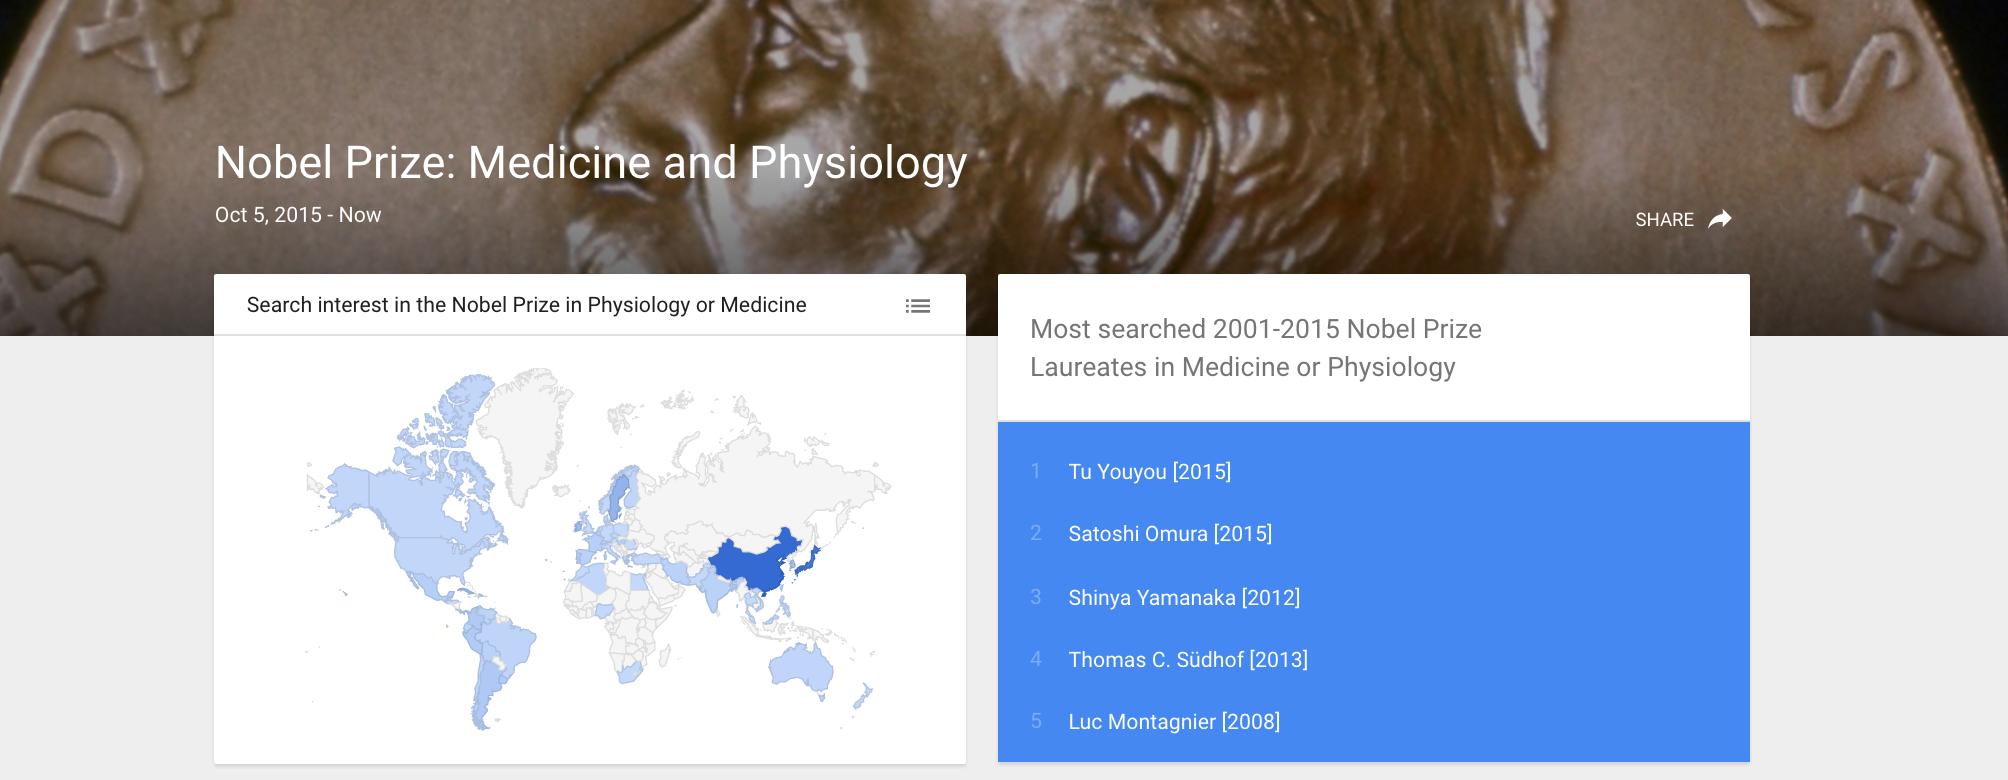 Nobel Prize: Medicine and Physiology
Oct 5, 2015 - Now
SHARE
Search interest in the Nobel Prize in Physiology or Medicine
Most searched 2001-2015 Nobel Prize
Laureates in Medicine or Physiology
1 Tu Youyou [2015]
2 Satoshi Omura [2015]
3 Shinya Yamanaka [2012]
4 Thomas C. Südhof [2013]
5 Luc Montagnier [2008]